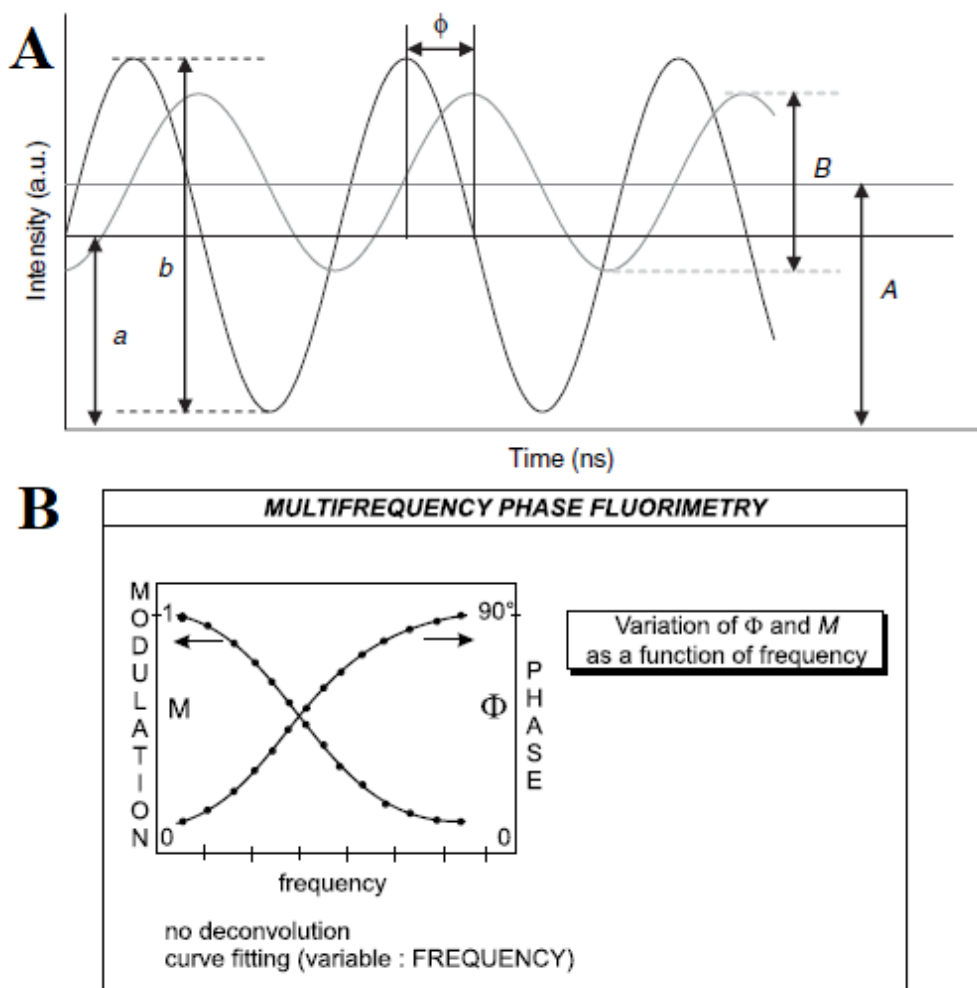 A
ϕ
Intensity (a.u.)
a
b
B
A
Time (ns)
B
MULTIFREQUENCY PHASE FLUORIMETRY
MODULATION
1
M
0
90°
Φ
0
PHASE
frequency
Variation of Φ and M
as a function of frequency
no deconvolution
curve fitting (variable : FREQUENCY)